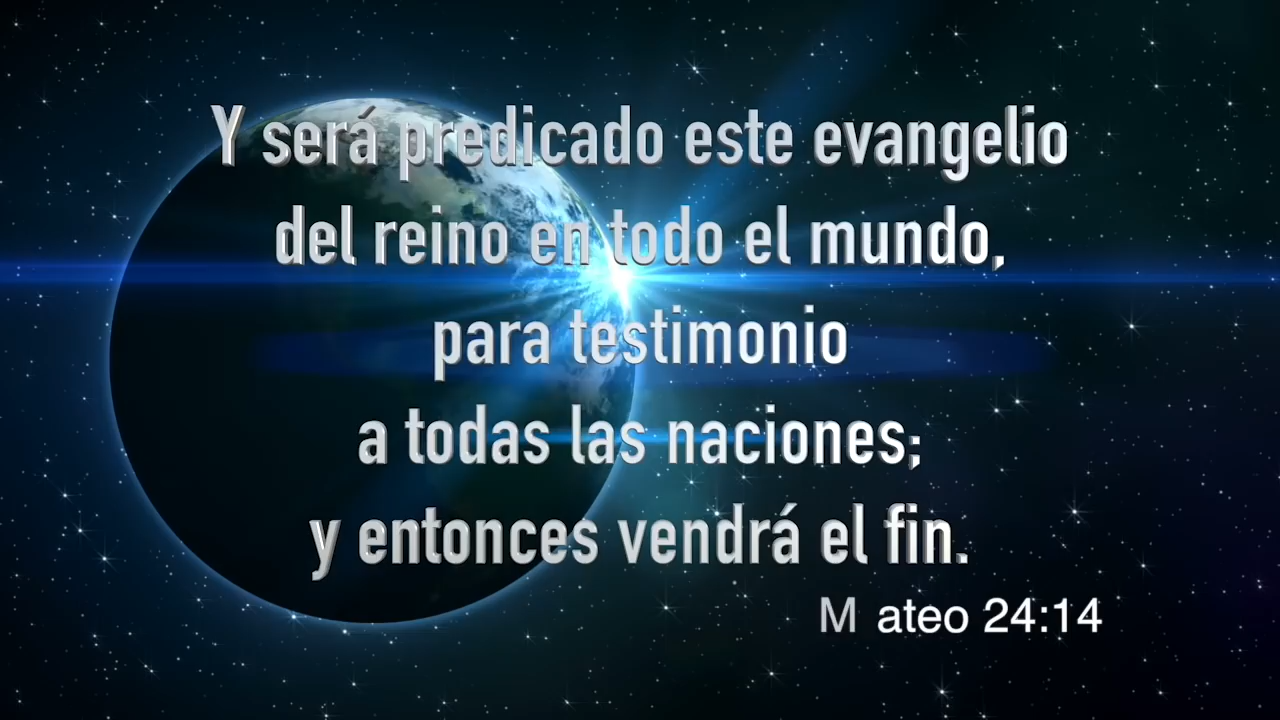 Y será predicado este evangelio
del reino en todo el mundo,
para testimonio
a todas las naciones;
y entonces vendrá el fin.
M ateo 24:14